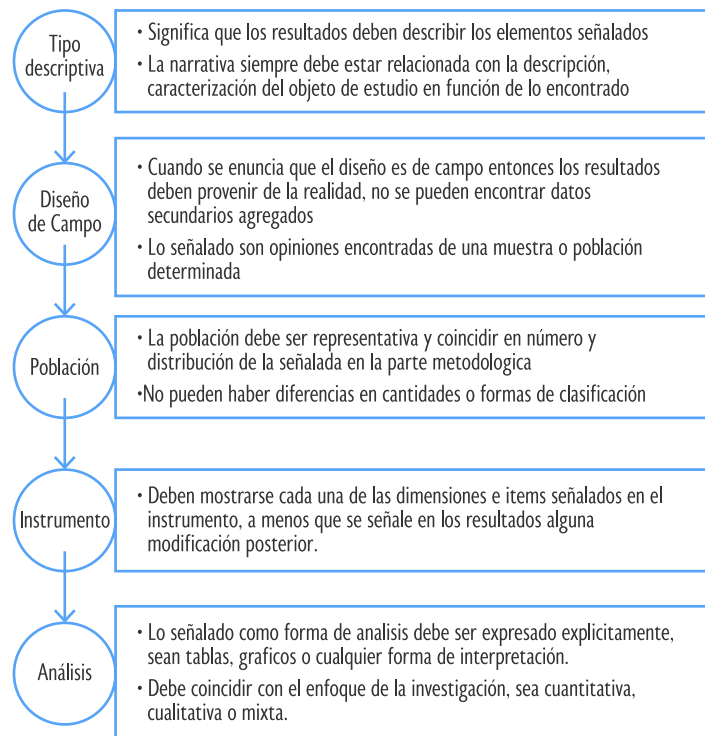 Tipo
descriptiva
• Significa que los resultados deben describir los elementos señalados
• La narrativa siempre debe estar relacionada con la descripción,
caracterización del objeto de estudio en función de lo encontrado
Diseño
de Campo
• Cuando se enuncia que el diseño es de campo entonces los resultados
deben provenir de la realidad, no se pueden encontrar datos
secundarios agregados
• Lo señalado son opiniones encontradas de una muestra o población
determinada
Población
• La población debe ser representativa y coincidir en número y
distribución de la señalada en la parte metodologica
•No pueden haber diferencias en cantidades o formas de clasificación
Instrumento
• Deben mostrarse cada una de las dimensiones e items señalados en el
instrumento, a menos que se señale en los resultados alguna
modificación posterior.
Análisis
• Lo señalado como forma de analisis debe ser expresado explicitamente,
sean tablas, graficos o cualquier forma de interpretación.
• Debe coincidir con el enfoque de la investigación, sea cuantitativa,
cualitativa o mixta.